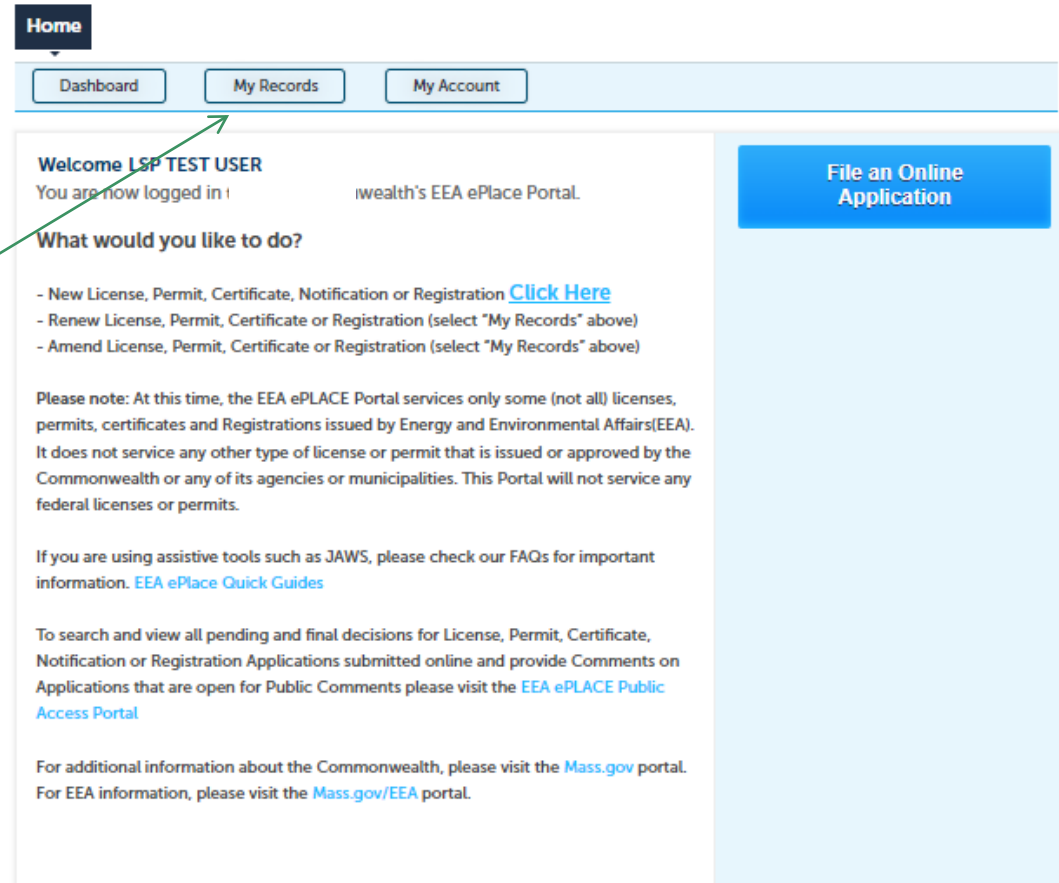 Home
Dashboard My Records My Account
Welcome LSP TEST USER
You are now logged in wealth's EEA ePlace Portal.
File an Online
Application
What would you like to do?
- New License, Permit, Certificate, Notification or Registration Click Here
- Renew License, Permit, Certificate or Registration (select "My Records" above)
- Amend License, Permit, Certificate or Registration (select "My Records" above)
Please note: At this time, the EEA ePLACE Portal services only some (not all) licenses,
permits, certificates and Registrations issued by Energy and Environmental Affairs(EEA).
It does not service any other type of license or permit that is issued or approved by the
Commonwealth or any of its agencies or municipalities. This Portal will not service any
federal licenses or permits.
If you are using assistive tools such as JAWS, please check our FAQs for important
information. EEA ePlace Quick Guides
To search and view all pending and final decisions for License, Permit, Certificate,
Notification or Registration Applications submitted online and provide Comments on
Applications that are open for Public Comments please visit the EEA ePLACE Public
Access Portal
For additional information about the Commonwealth, please visit the Mass.gov portal.
For EEA information, please visit the Mass.gov/EEA portal.